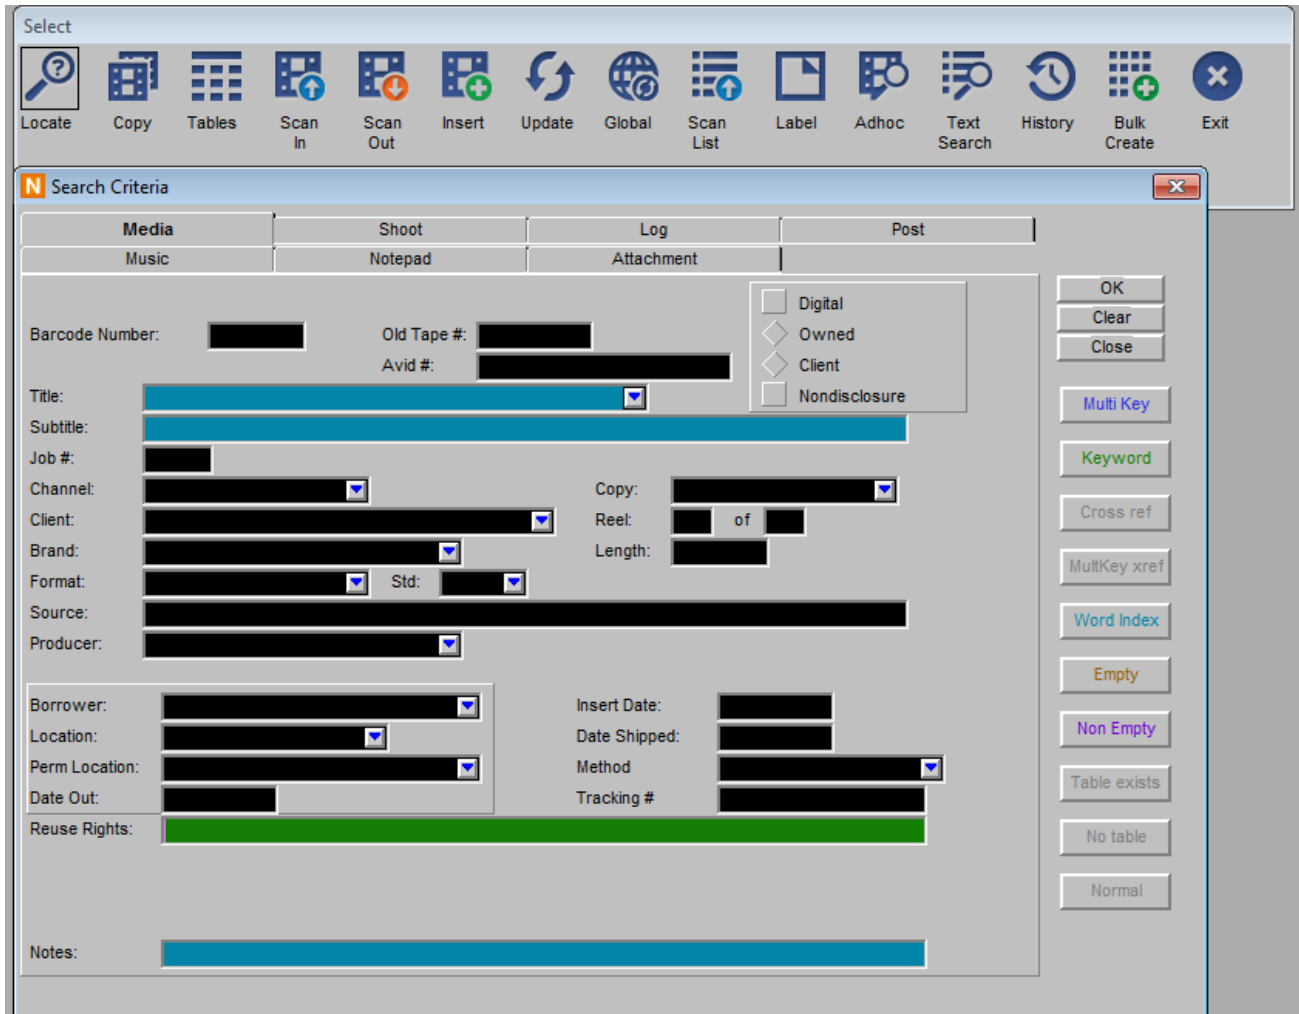 Select
Locate Copy Tables Scan In Scan Out Insert Update Global Scan List Label Adhoc Text Search History Bulk Create Exit
N Search Criteria
Media Shoot Log Post
Music Notepad Attachment
OK
Clear
Close
Digital
Owned
Client
Nondisclosure
Barcode Number: Old Tape #:
Avid #:
Title:
Subtitle:
Job #:
Channel: Copy:
Client: Reel: of
Brand: Length:
Format: Std:
Source:
Producer:
Borrower: Insert Date:
Location: Date Shipped:
Perm Location: Method
Date Out: Tracking #
Reuse Rights:
Notes:
Multi Key
Keyword
Cross ref
MultKey xref
Word Index
Empty
Non Empty
Table exists
No table
Normal